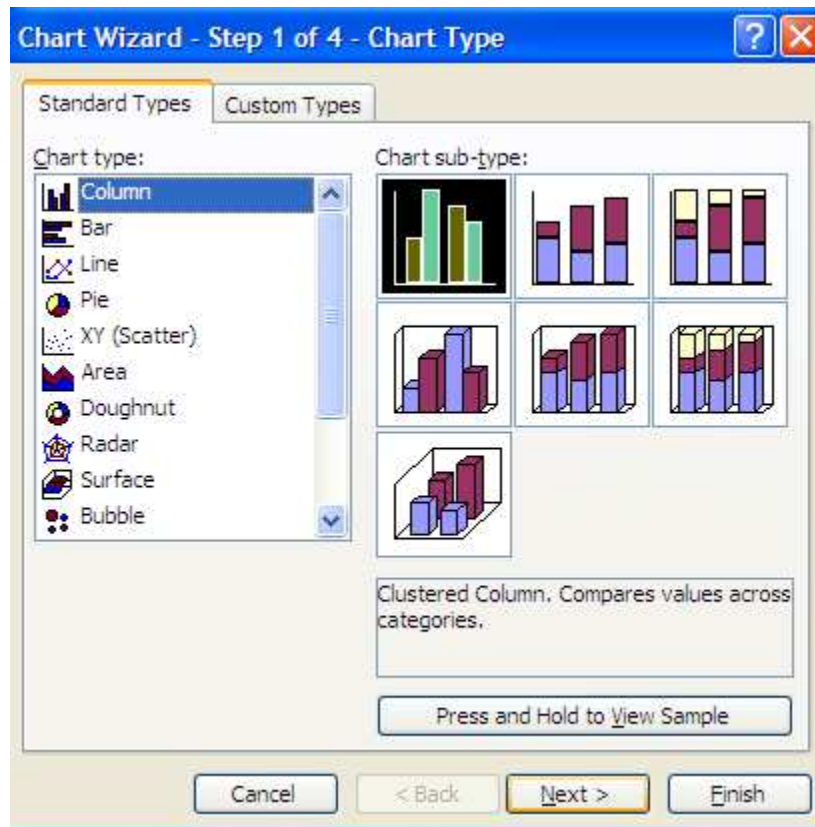 Chart Wizard - Step 1 of 4 - Chart Type
Standard Types
Custom Types
Chart type:
Column
Bar
Line
Pie
XY (Scatter)
Area
Doughnut
Radar
Surface
Bubble
Chart sub-type:
Clustered Column. Compares values across
categories.
Press and Hold to View Sample
Cancel
< Back
Next >
Finish